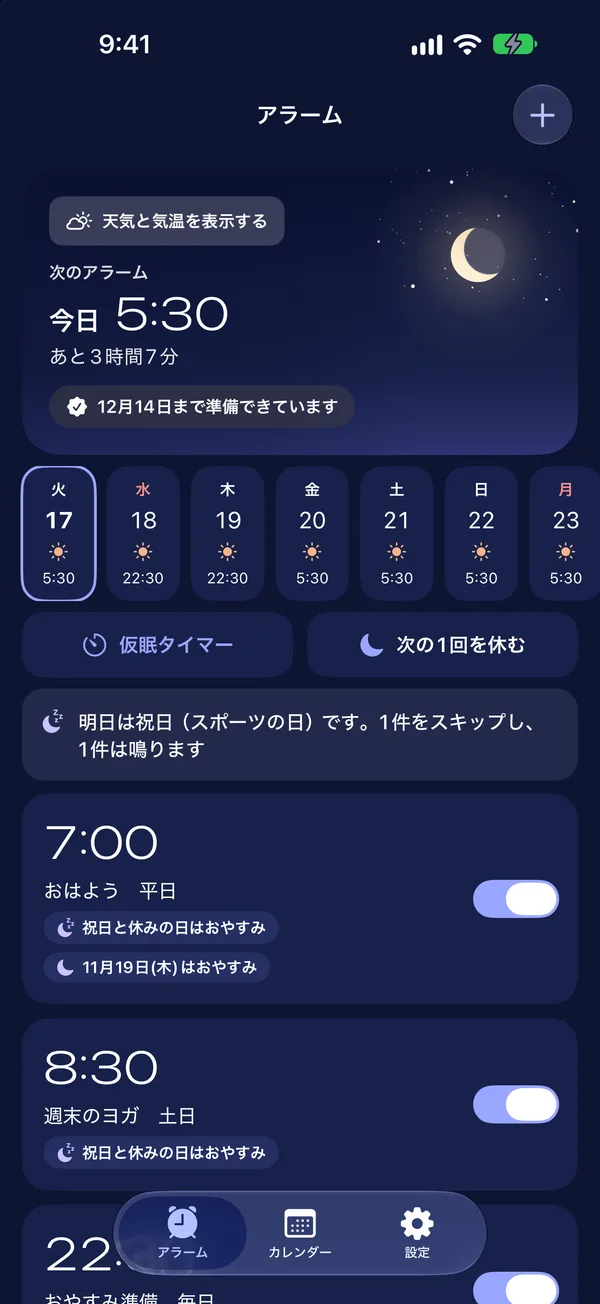 9:41
アラーム
天気と気温を表示する
次のアラーム
今日 5:30
あと3時間7分
12月14日まで準備できています
火 水 木 金 土 日 月
17 18 19 20 21 22 23
5:30 22:30 22:30 5:30 5:30 5:30 5:30
仮眠タイマー 次の1回を休む
明日は祝日（スポーツの日）です。1件をスキップし、
1件は鳴ります
7:00
おはよう　平日
祝日と休みの日はおやすみ
11月19日(木)はおやすみ
8:30
週末のヨガ　土日
祝日と休みの日はおやすみ
22:
おやすみ準備　毎日
アラーム カレンダー 設定